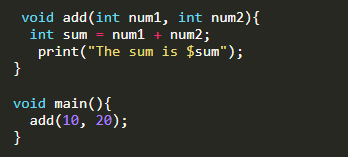 void add(int num1, int num2){
int sum = num1 + num2;
print("The sum is $sum");
}
void main(){
add(10, 20);
}